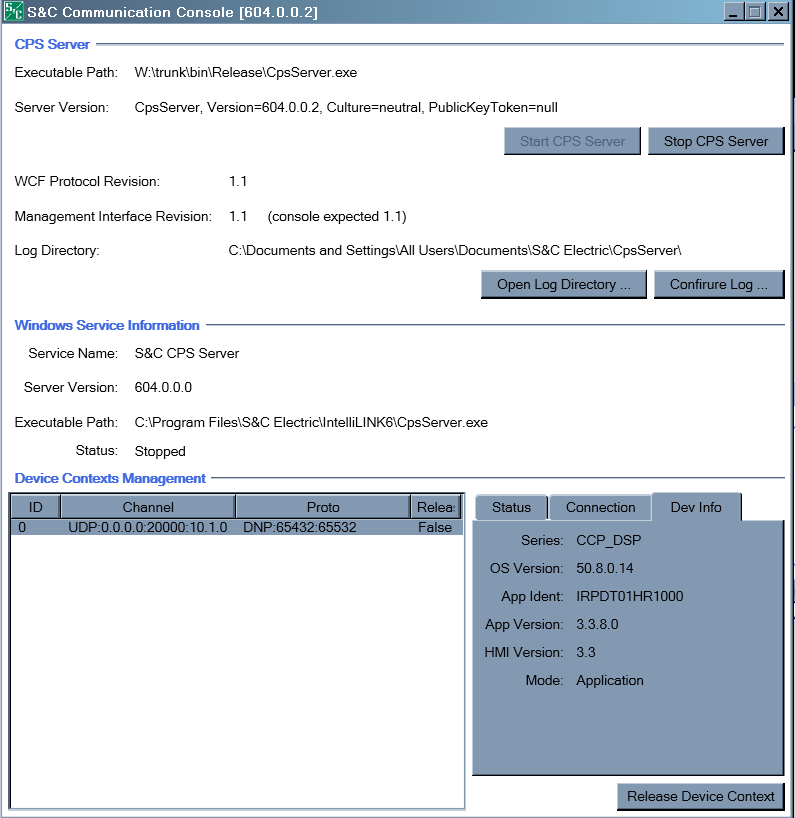 S&C Communication Console [604.0.0.2]
CPS Server
Executable Path: W:\trunk\bin\Release\CpsServer.exe
Server Version: CpsServer, Version=604.0.0.2, Culture=neutral, PublicKeyToken=null
Start CPS Server Stop CPS Server
WCF Protocol Revision: 1.1
Management Interface Revision: 1.1 (console expected 1.1)
Log Directory: C:\Documents and Settings\All Users\Documents\S&C Electric\CpsServer\
Open Log Directory ... Confirure Log ...
Windows Service Information
Service Name: S&C CPS Server
Server Version: 604.0.0.0
Executable Path: C:\Program Files\S&C Electric\IntelliLINK6\CpsServer.exe
Status: Stopped
Device Contexts Management
ID Channel Proto Releas
0 UDP:0.0.0.0:20000:10.1.0 DNP:65432:65532 False
Status Connection Dev Info
Series: CCP_DSP
OS Version: 50.8.0.14
App Ident: IRPDT01HR1000
App Version: 3.3.8.0
HMI Version: 3.3
Mode: Application
Release Device Context